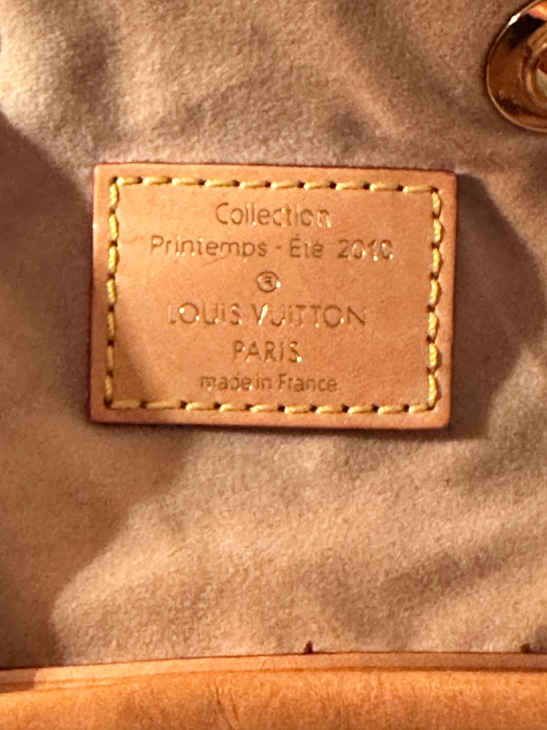 Collection
Printemps - Été 2010
®
LOUIS VUITTON
PARIS
made in France